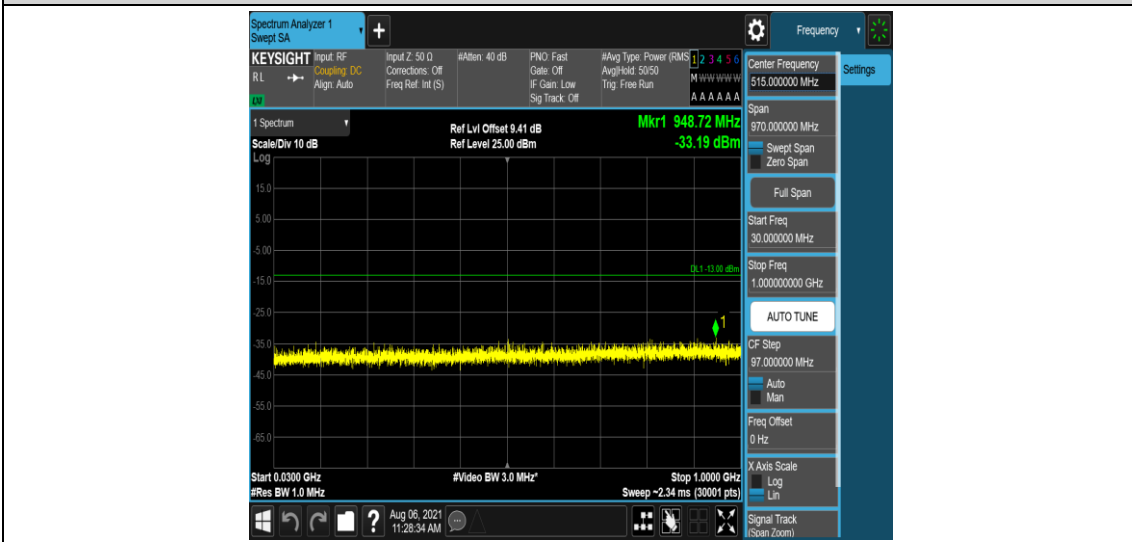 Spectrum Analyzer 1
Swept SA
+
Frequency
KEYSIGHT
RL
LXI
Input: RF
Coupling: DC
Align: Auto
Input Z: 50 Ω
Corrections: Off
Freq Ref: Int (S)
#Atten: 40 dB
PNO: Fast
Gate: Off
IF Gain: Low
Sig Track: Off
#Avg Type: Power (RMS
Avg|Hold: 50/50
Trig: Free Run
1 2 3 4 5 6
M W W W W W
A A A A A A
Center Frequency
515.000000 MHz
Settings
1 Spectrum
Scale/Div 10 dB
Log
Ref Lvl Offset 9.41 dB
Ref Level 25.00 dBm
Mkr1 948.72 MHz
-33.19 dBm
15.0
5.00
-5.00
-15.0
-25.0
-35.0
-45.0
-55.0
-65.0
DL1 -13.00 dBm
1
Start 0.0300 GHz
#Res BW 1.0 MHz
#Video BW 3.0 MHz*
Stop 1.0000 GHz
Sweep ~2.34 ms (30001 pts)
Span
970.000000 MHz
Swept Span
Zero Span
Full Span
Start Freq
30.000000 MHz
Stop Freq
1.000000000 GHz
AUTO TUNE
CF Step
97.000000 MHz
Auto
Man
Freq Offset
0 Hz
X Axis Scale
Log
Lin
Signal Track
(Span Zoom)
?
Aug 06, 2021
11:28:34 AM